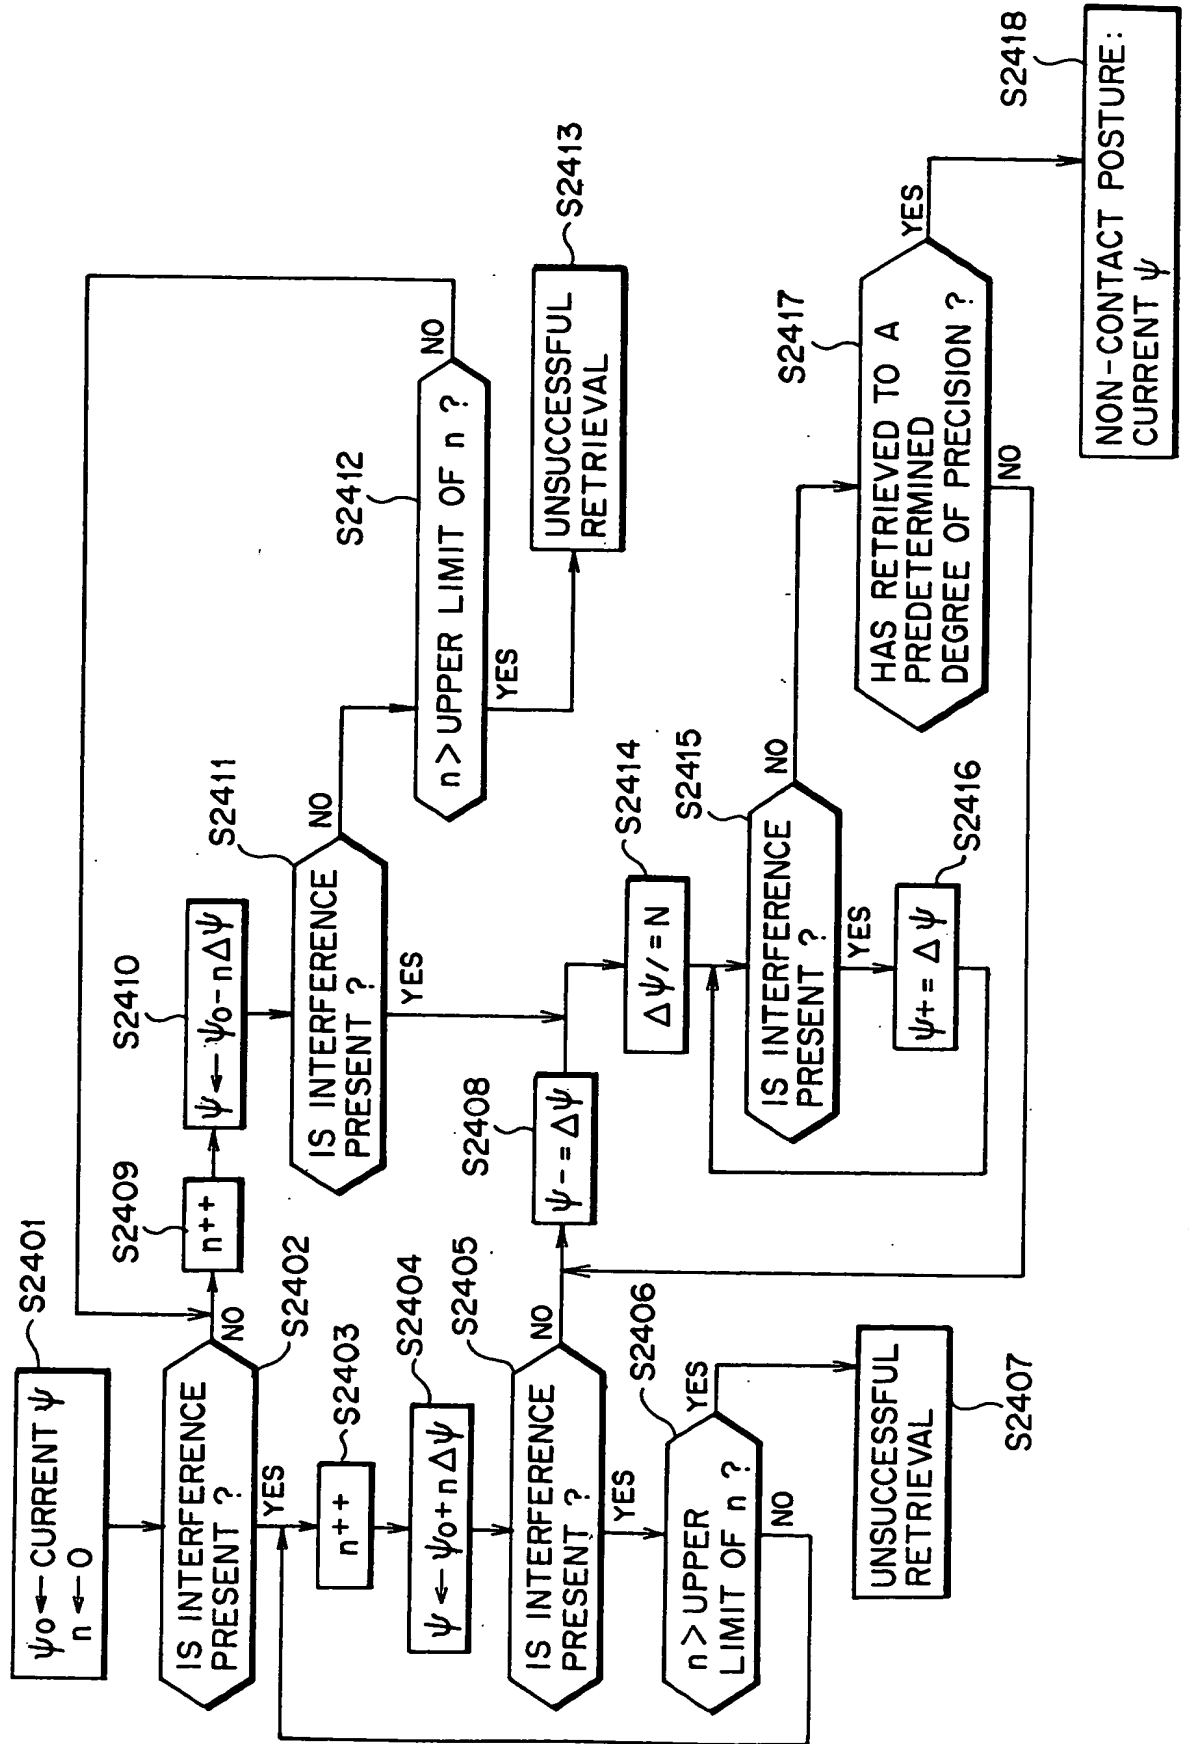 S2401
ψ0 ← CURRENT ψ
n ← 0
S2402
IS INTERFERENCE
PRESENT ?
NO
YES
S2403
n++
S2404
ψ ← ψ0 + n Δψ
S2405
IS INTERFERENCE
PRESENT ?
NO
YES
S2406
n > UPPER
LIMIT OF n ?
YES
NO
S2407
UNSUCCESSFUL
RETRIEVAL
S2408
ψ - = Δψ
S2409
n++
S2410
ψ ← ψ0 - n Δψ
S2411
IS INTERFERENCE
PRESENT ?
NO
YES
S2412
n > UPPER LIMIT OF n ?
NO
YES
S2413
UNSUCCESSFUL
RETRIEVAL
S2414
Δψ / = N
S2415
IS INTERFERENCE
PRESENT ?
NO
YES
S2416
ψ + = Δψ
S2417
HAS RETRIEVED TO A
PREDETERMINED
DEGREE OF PRECISION ?
YES
NO
S2418
NON-CONTACT POSTURE:
CURRENT ψ